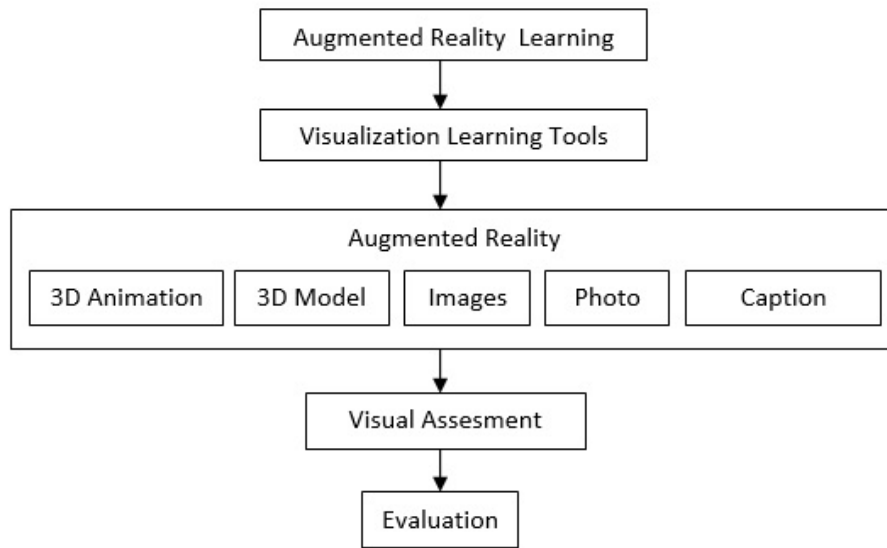 Augmented Reality Learning
Visualization Learning Tools
Augmented Reality
3D Animation
3D Model
Images
Photo
Caption
Visual Assesment
Evaluation